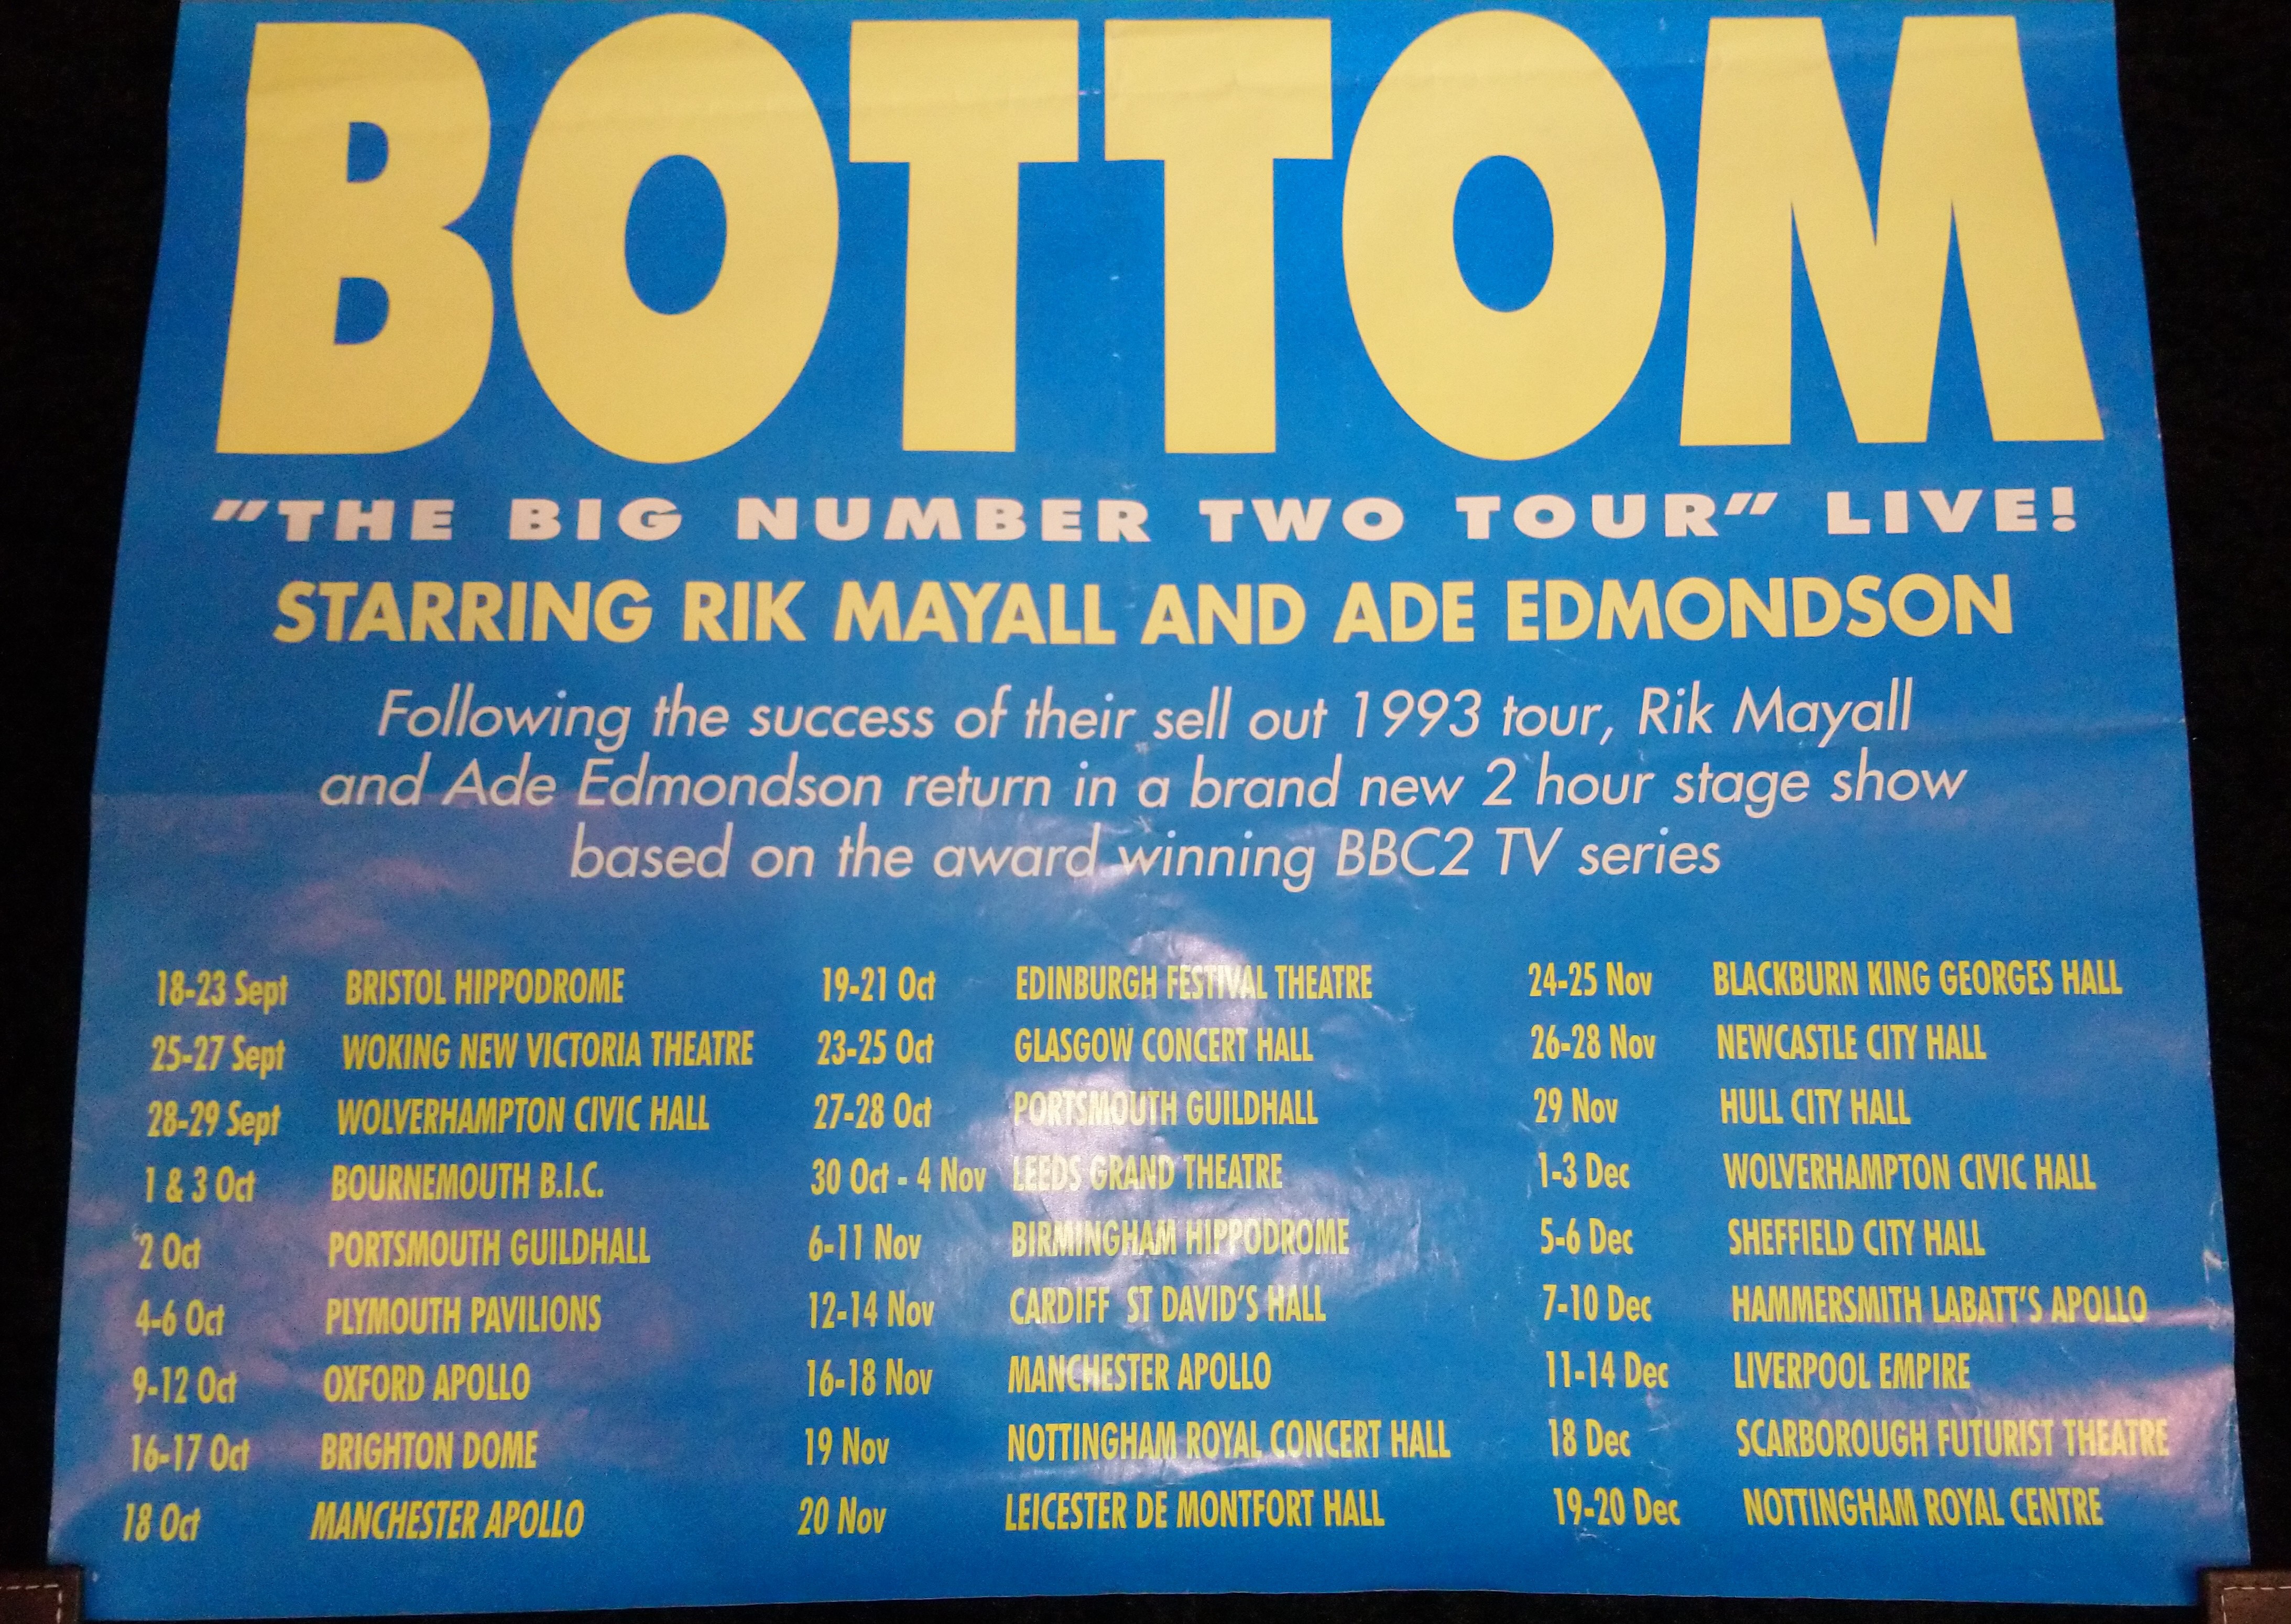 BOTTOM
"THE BIG NUMBER TWO TOUR" LIVE!
STARRING RIK MAYALL AND ADE EDMONDSON
Following the success of their sell out 1993 tour, Rik Mayall
and Ade Edmondson return in a brand new 2 hour stage show
based on the award winning BBC2 TV series
18-23 Sept BRISTOL HIPPODROME
25-27 Sept WOKING NEW VICTORIA THEATRE
28-29 Sept WOLVERHAMPTON CIVIC HALL
1 & 3 Oct BOURNEMOUTH B.I.C.
2 Oct PORTSMOUTH GUILDHALL
4-6 Oct PLYMOUTH PAVILIONS
9-12 Oct OXFORD APOLLO
16-17 Oct BRIGHTON DOME
18 Oct MANCHESTER APOLLO
19-21 Oct EDINBURGH FESTIVAL THEATRE
23-25 Oct GLASGOW CONCERT HALL
27-28 Oct PORTSMOUTH GUILDHALL
30 Oct - 4 Nov LEEDS GRAND THEATRE
6-11 Nov BIRMINGHAM HIPPODROME
12-14 Nov CARDIFF ST DAVID'S HALL
16-18 Nov MANCHESTER APOLLO
19 Nov NOTTINGHAM ROYAL CONCERT HALL
20 Nov LEICESTER DE MONTFORT HALL
24-25 Nov BLACKBURN KING GEORGES HALL
26-28 Nov NEWCASTLE CITY HALL
29 Nov HULL CITY HALL
1-3 Dec WOLVERHAMPTON CIVIC HALL
5-6 Dec SHEFFIELD CITY HALL
7-10 Dec HAMMERSMITH LABATT'S APOLLO
11-14 Dec LIVERPOOL EMPIRE
18 Dec SCARBOROUGH FUTURIST THEATRE
19-20 Dec NOTTINGHAM ROYAL CENTRE